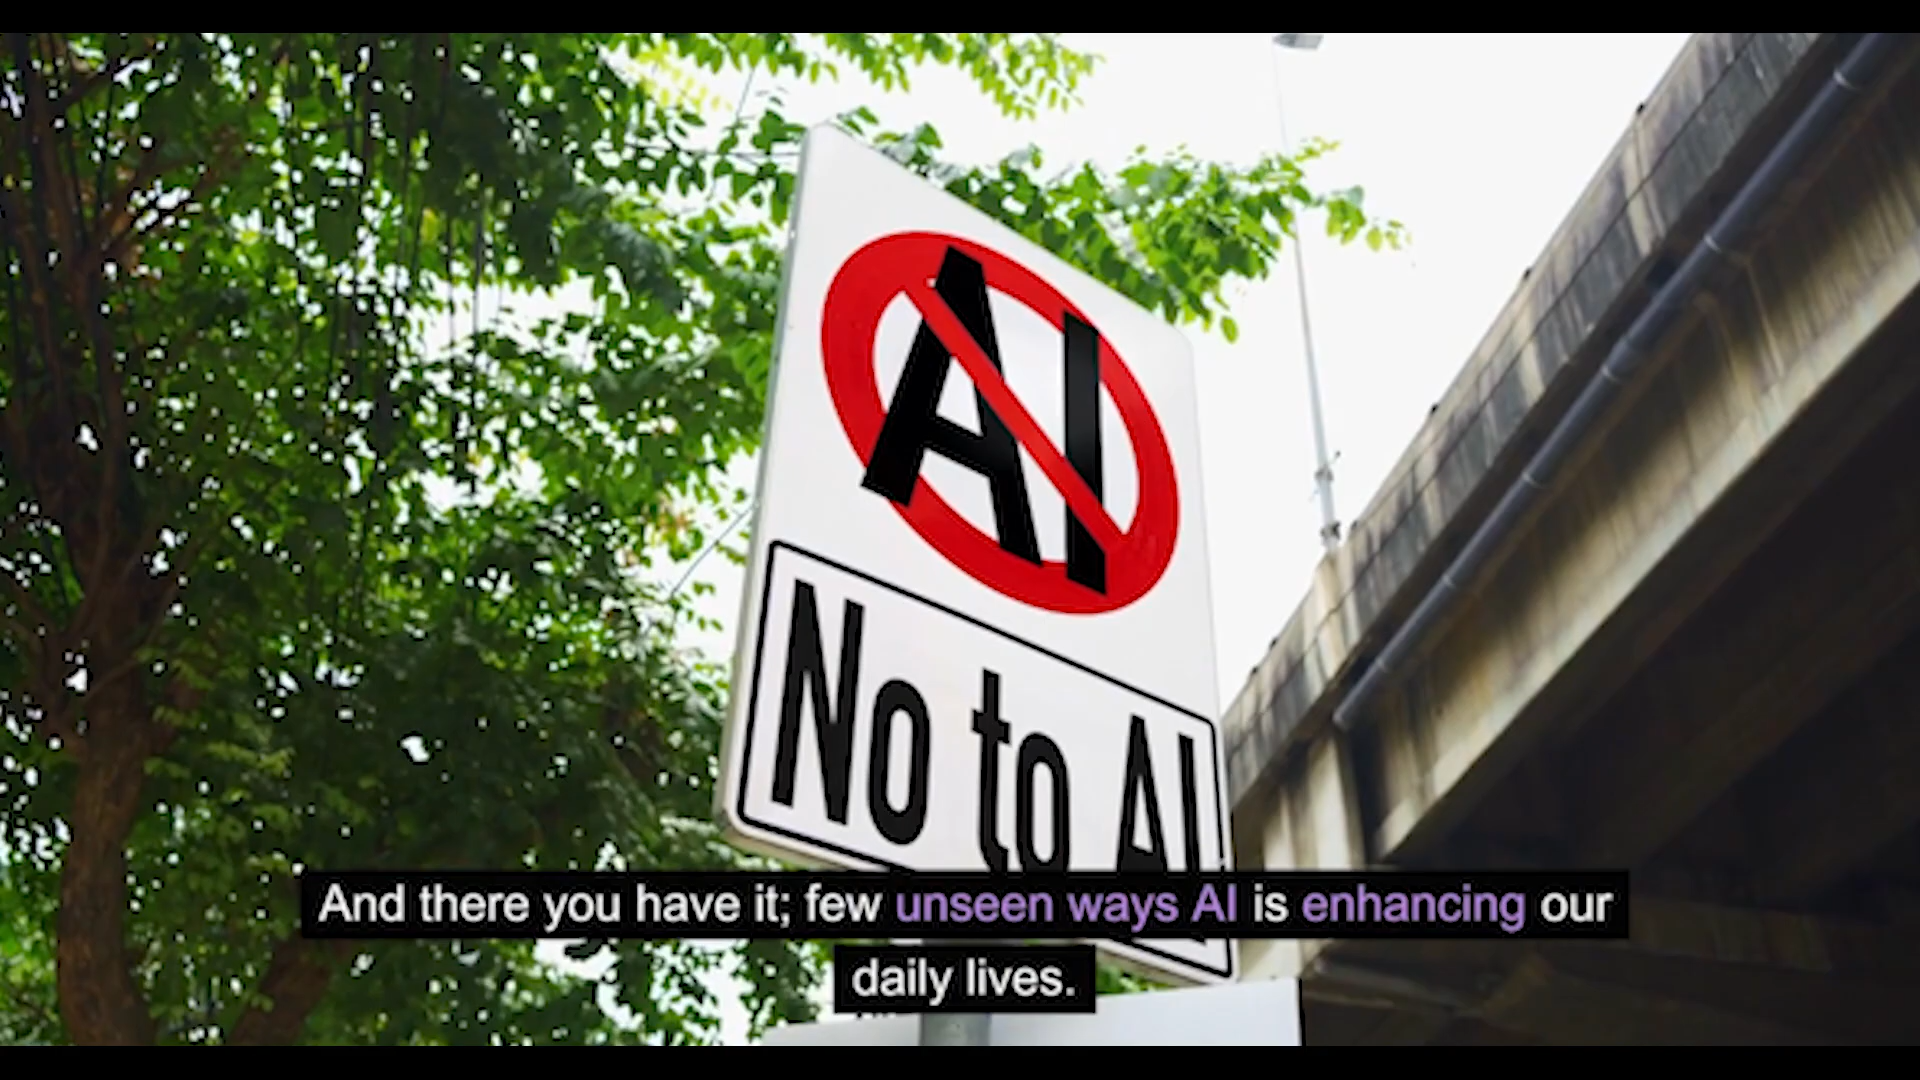 AI
No to AI
And there you have it; few unseen ways AI is enhancing our
daily lives.